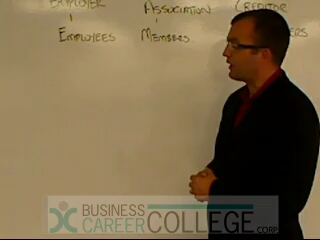 EMPLOYER ASSOCIATION CREDITOR
EMPLOYEES MEMBERS
BUSINESS
CAREER COLLEGE CORP